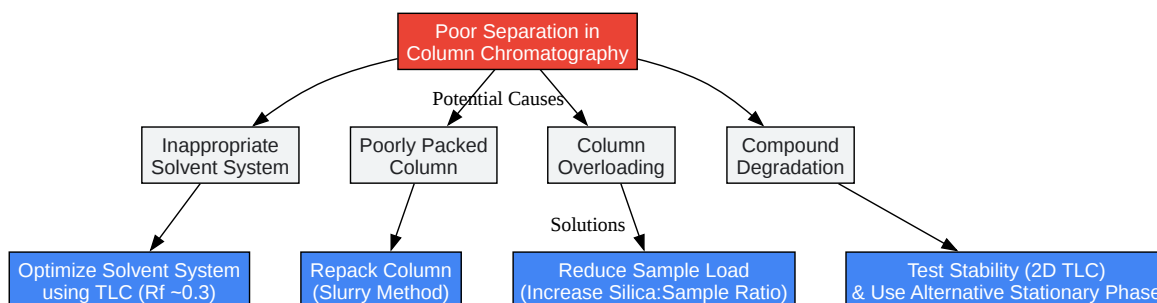 Poor Separation in
Column Chromatography
Potential Causes
Inappropriate
Solvent System
Poorly Packed
Column
Column
Overloading
Compound
Degradation
Solutions
Optimize Solvent System
using TLC (Rf ~0.3)
Repack Column
(Slurry Method)
Reduce Sample Load
(Increase Silica:Sample Ratio)
Test Stability (2D TLC)
& Use Alternative Stationary Phase